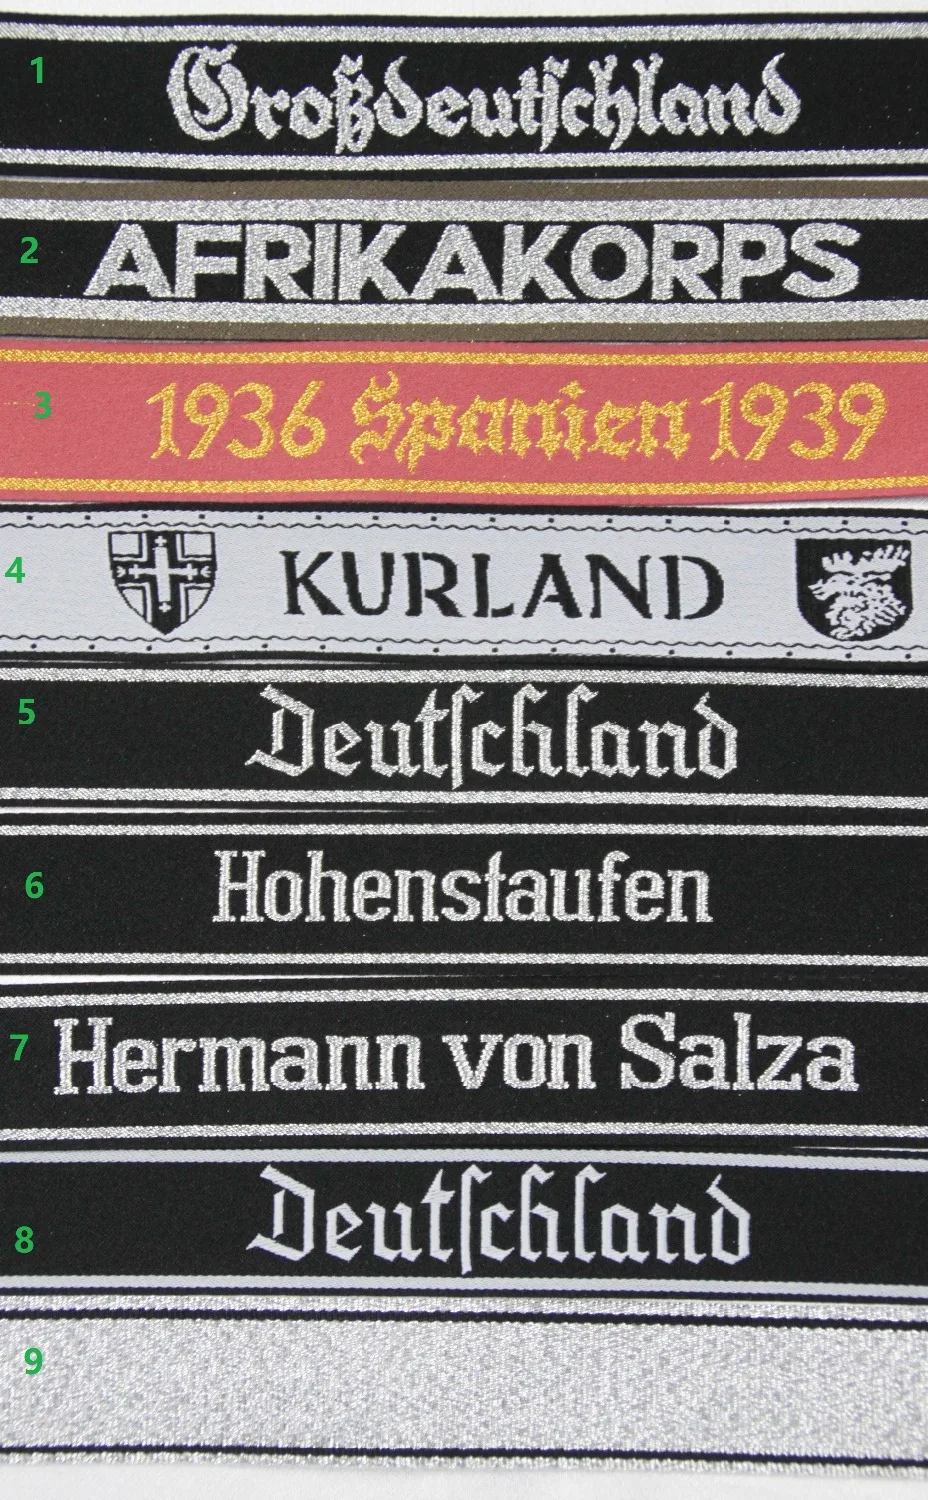 1 Großdeutschland
2 AFRIKAKORPS
3 1936 Spanien 1939
4 KURLAND
5 Deutſchland
6 Hohenstaufen
7 Hermann von Salza
8 Deutſchland
9